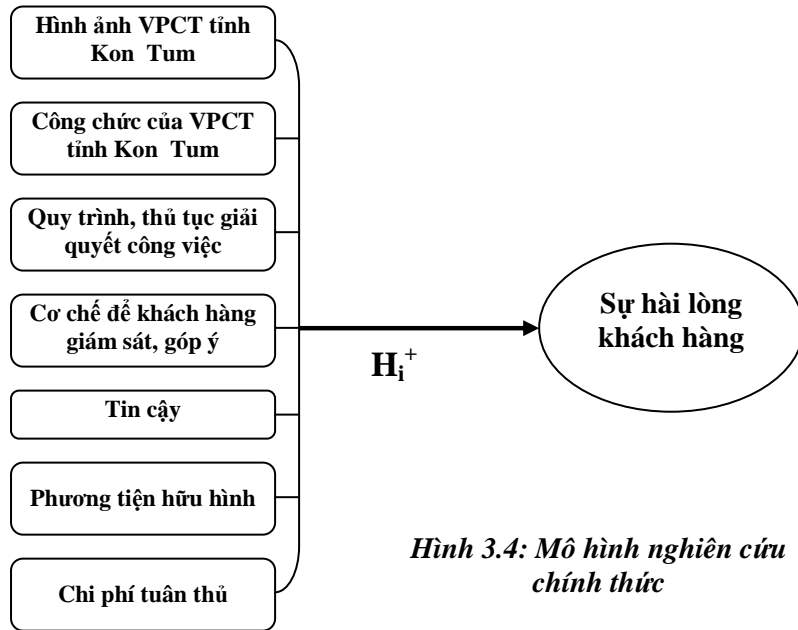 Hình ảnh VPCT tỉnh
Kon Tum
Công chức của VPCT
tỉnh Kon Tum
Quy trình, thủ tục giải
quyết công việc
Cơ chế để khách hàng
giám sát, góp ý
Tin cậy
Phương tiện hữu hình
Chi phí tuân thủ
Hᵢ⁺
Sự hài lòng
khách hàng
Hình 3.4: Mô hình nghiên cứu
chính thức